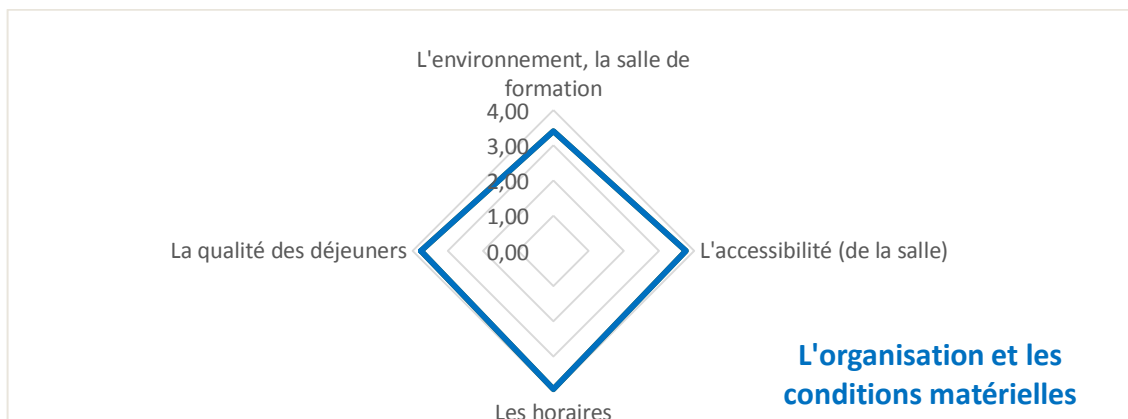 L'environnement, la salle de
formation
4,00
3,00
2,00
1,00
0,00
La qualité des déjeuners
L'accessibilité (de la salle)
Les horaires
L'organisation et les
conditions matérielles